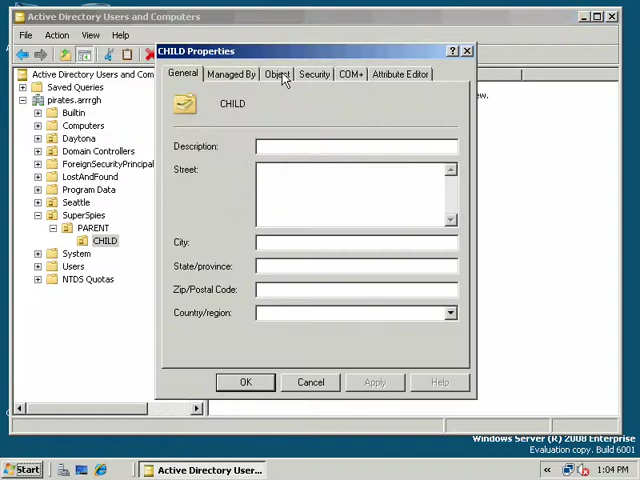 Active Directory Users and Computers
File Action View Help
Active Directory Users and Computers
Saved Queries
pirates.arrrgh
Builtin
Computers
Daytona
Domain Controllers
ForeignSecurityPrincipal
LostAndFound
Program Data
Seattle
SuperSpies
PARENT
CHILD
System
Users
NTDS Quotas
ew.
CHILD Properties
General Managed By Object Security COM+ Attribute Editor
CHILD
Description:
Street:
City:
State/province:
Zip/Postal Code:
Country/region:
OK Cancel Apply Help
Windows Server (R) 2008 Enterprise
Evaluation copy. Build 6001
Start
Active Directory User...
1:04 PM